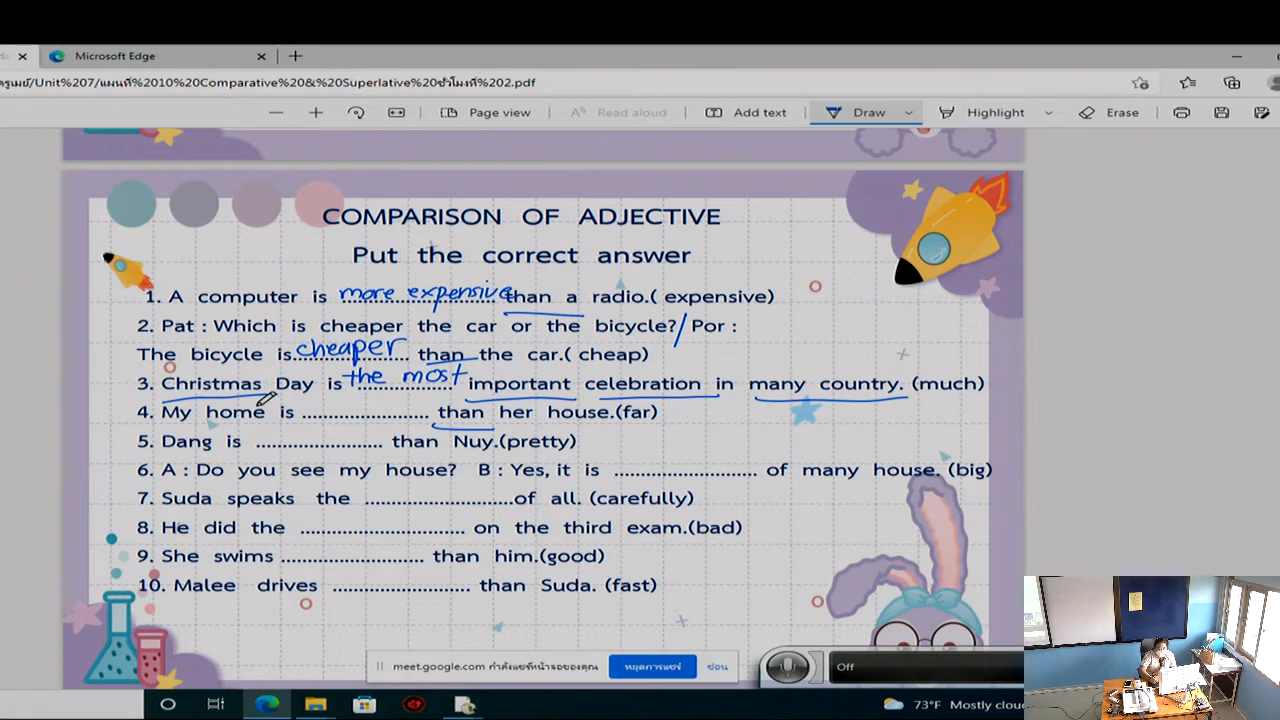 Microsoft Edge
ครูเมย์/Unit%207/แผนที่%2010%20Comparative%20&%20Superlative%20ชั่วโมงที่%202.pdf
Page view Read aloud Add text Draw Highlight Erase
COMPARISON OF ADJECTIVE
Put the correct answer
1. A computer is more expensive than a radio.( expensive)
2. Pat : Which is cheaper the car or the bicycle? / Por :
The bicycle is cheaper than the car.( cheap)
3. Christmas Day is the most important celebration in many country. (much)
4. My home is ...................... than her house.(far)
5. Dang is ...................... than Nuy.(pretty)
6. A : Do you see my house? B : Yes, it is ......................... of many house. (big)
7. Suda speaks the ..........................of all. (carefully)
8. He did the ............................. on the third exam.(bad)
9. She swims ......................... than him.(good)
10. Malee drives ........................ than Suda. (fast)
meet.google.com กำลังแชร์หน้าจอของคุณ หยุดการแชร์ ซ่อน
Off
73°F Mostly clou